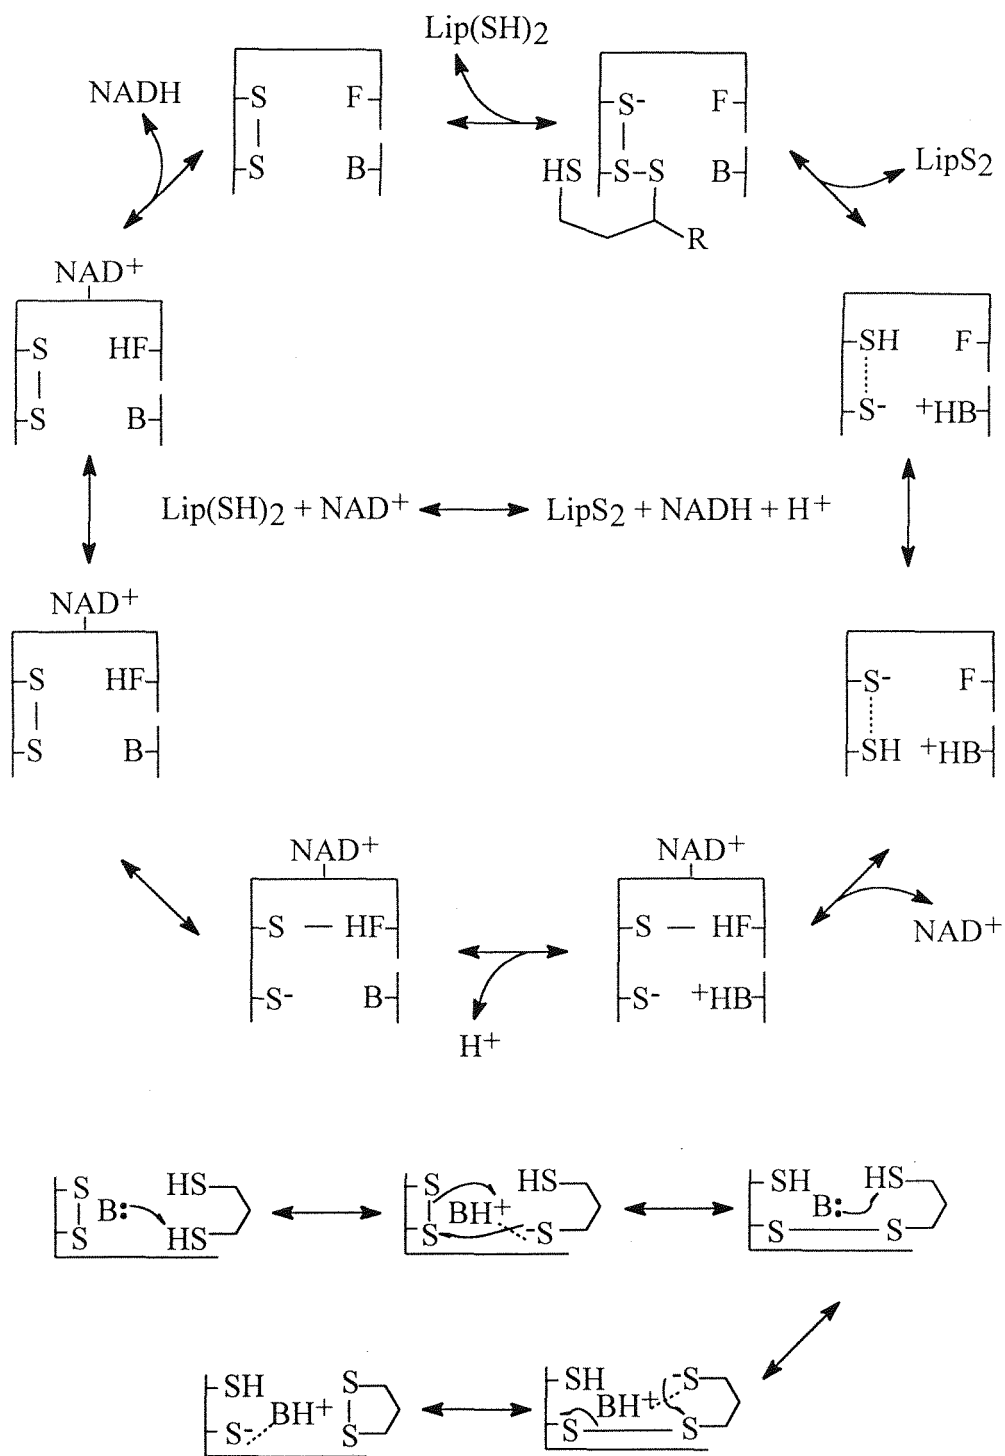 Lip(SH)2
NADH
S F
S B
S- F
HS S S B
R
LipS2
NAD+
S HF
S B
SH F
S- +HB
Lip(SH)2 + NAD+ LipS2 + NADH + H+
NAD+
S HF
S B
S- F
SH +HB
NAD+
S HF
S- B
NAD+
S HF
S- +HB
NAD+
H+
S B: HS
S HS
S BH+ HS
S -S
SH B: HS
S S
SH BH+ S
S- S
SH BH+ -S
S S